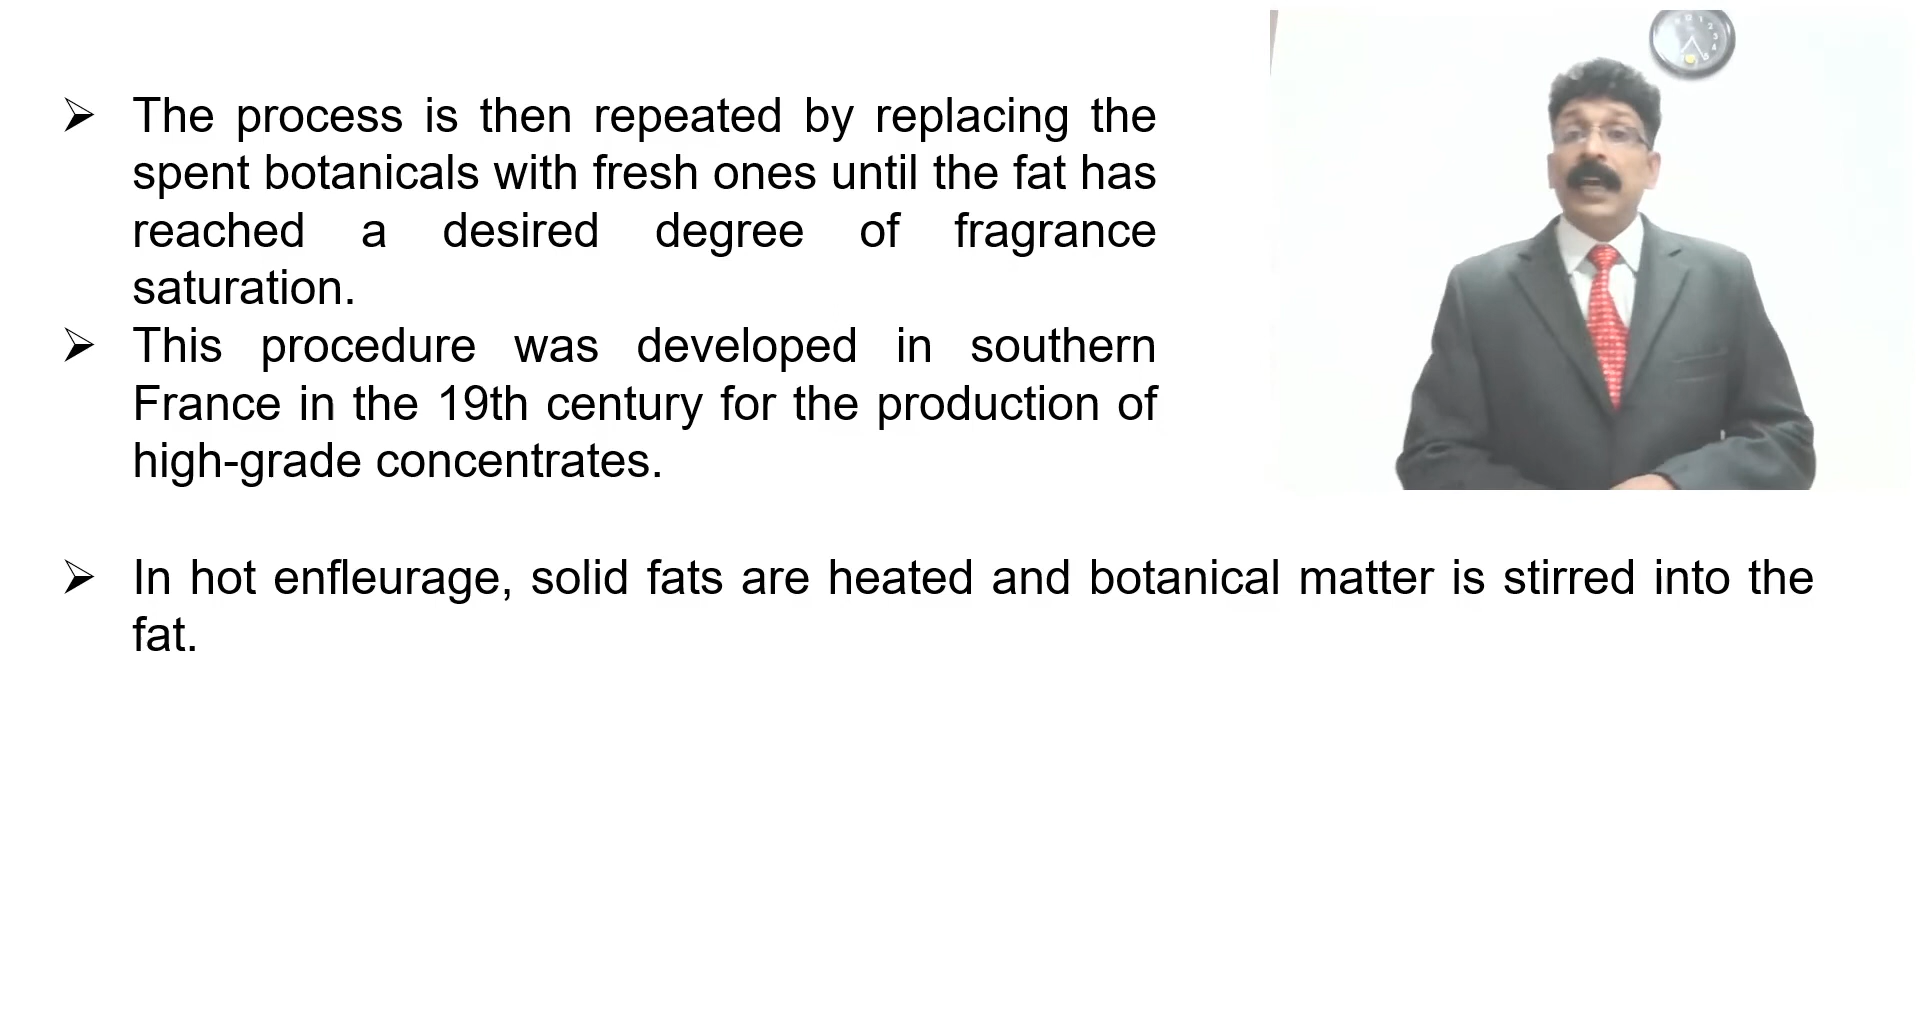 The process is then repeated by replacing the
spent botanicals with fresh ones until the fat has
reached a desired degree of fragrance
saturation.
This procedure was developed in southern
France in the 19th century for the production of
high-grade concentrates.
In hot enfleurage, solid fats are heated and botanical matter is stirred into the
fat.